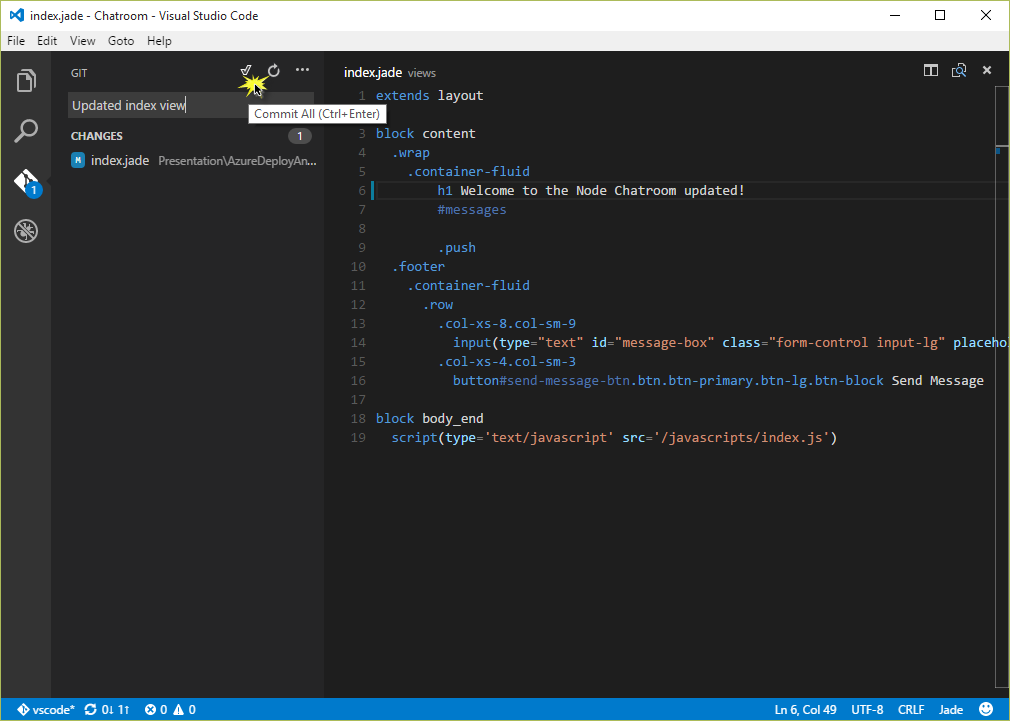 index.jade - Chatroom - Visual Studio Code
File Edit View Goto Help
GIT
Updated index view
Commit All (Ctrl+Enter)
CHANGES 1
M index.jade Presentation\AzureDeployAn...
1
index.jade views
1 extends layout
3 block content
4 .wrap
5 .container-fluid
6 h1 Welcome to the Node Chatroom updated!
7 #messages
8
9 .push
10 .footer
11 .container-fluid
12 .row
13 .col-xs-8.col-sm-9
14 input(type="text" id="message-box" class="form-control input-lg" placeho
15 .col-xs-4.col-sm-3
16 button#send-message-btn.btn.btn-primary.btn-lg.btn-block Send Message
17
18 block body_end
19 script(type='text/javascript' src='/javascripts/index.js')
vscode* 0↓ 1↑ 0 0 Ln 6, Col 49 UTF-8 CRLF Jade